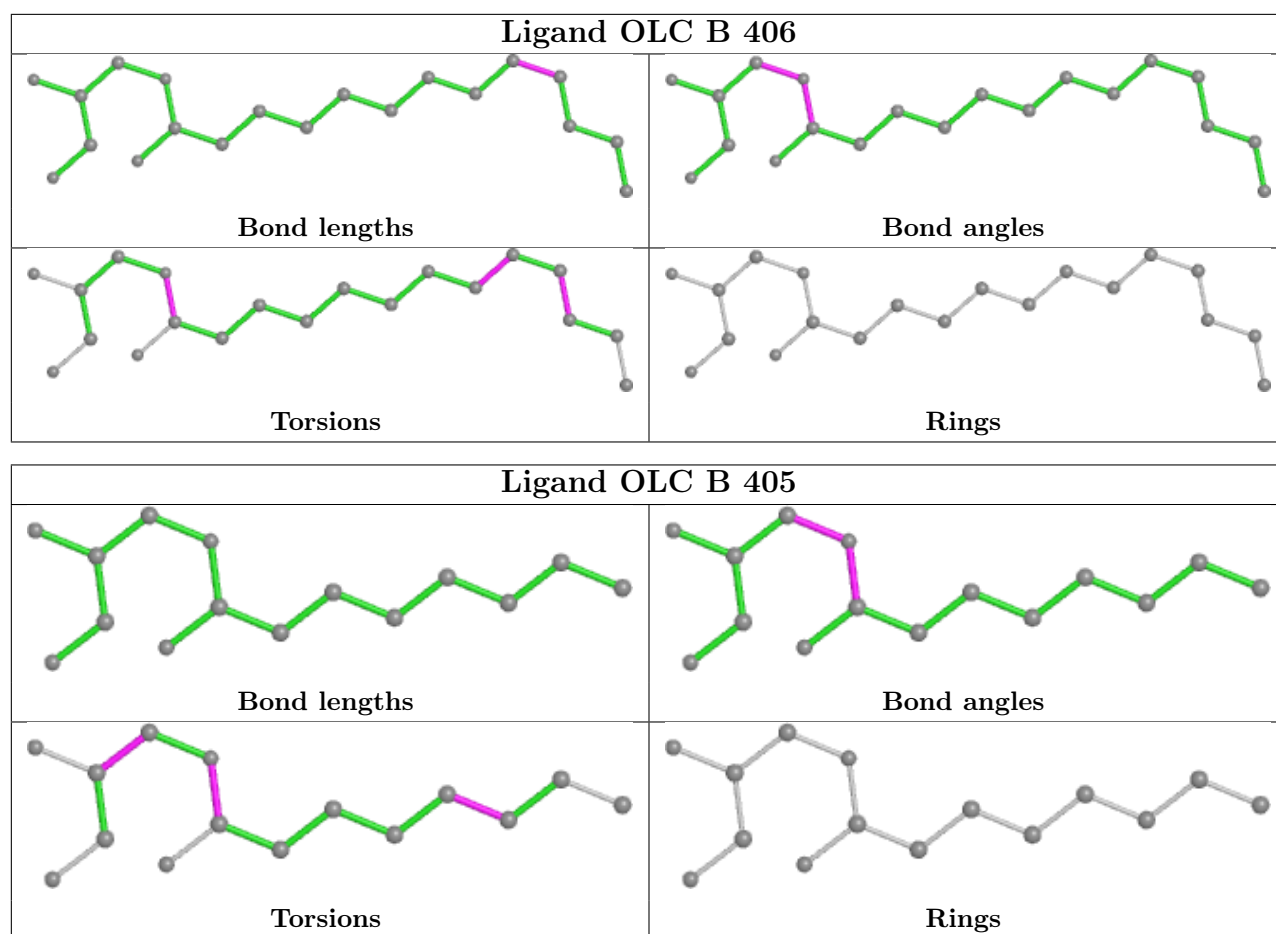 Ligand OLC B 406
Bond lengths
Bond angles
Torsions
Rings
Ligand OLC B 405
Bond lengths
Bond angles
Torsions
Rings